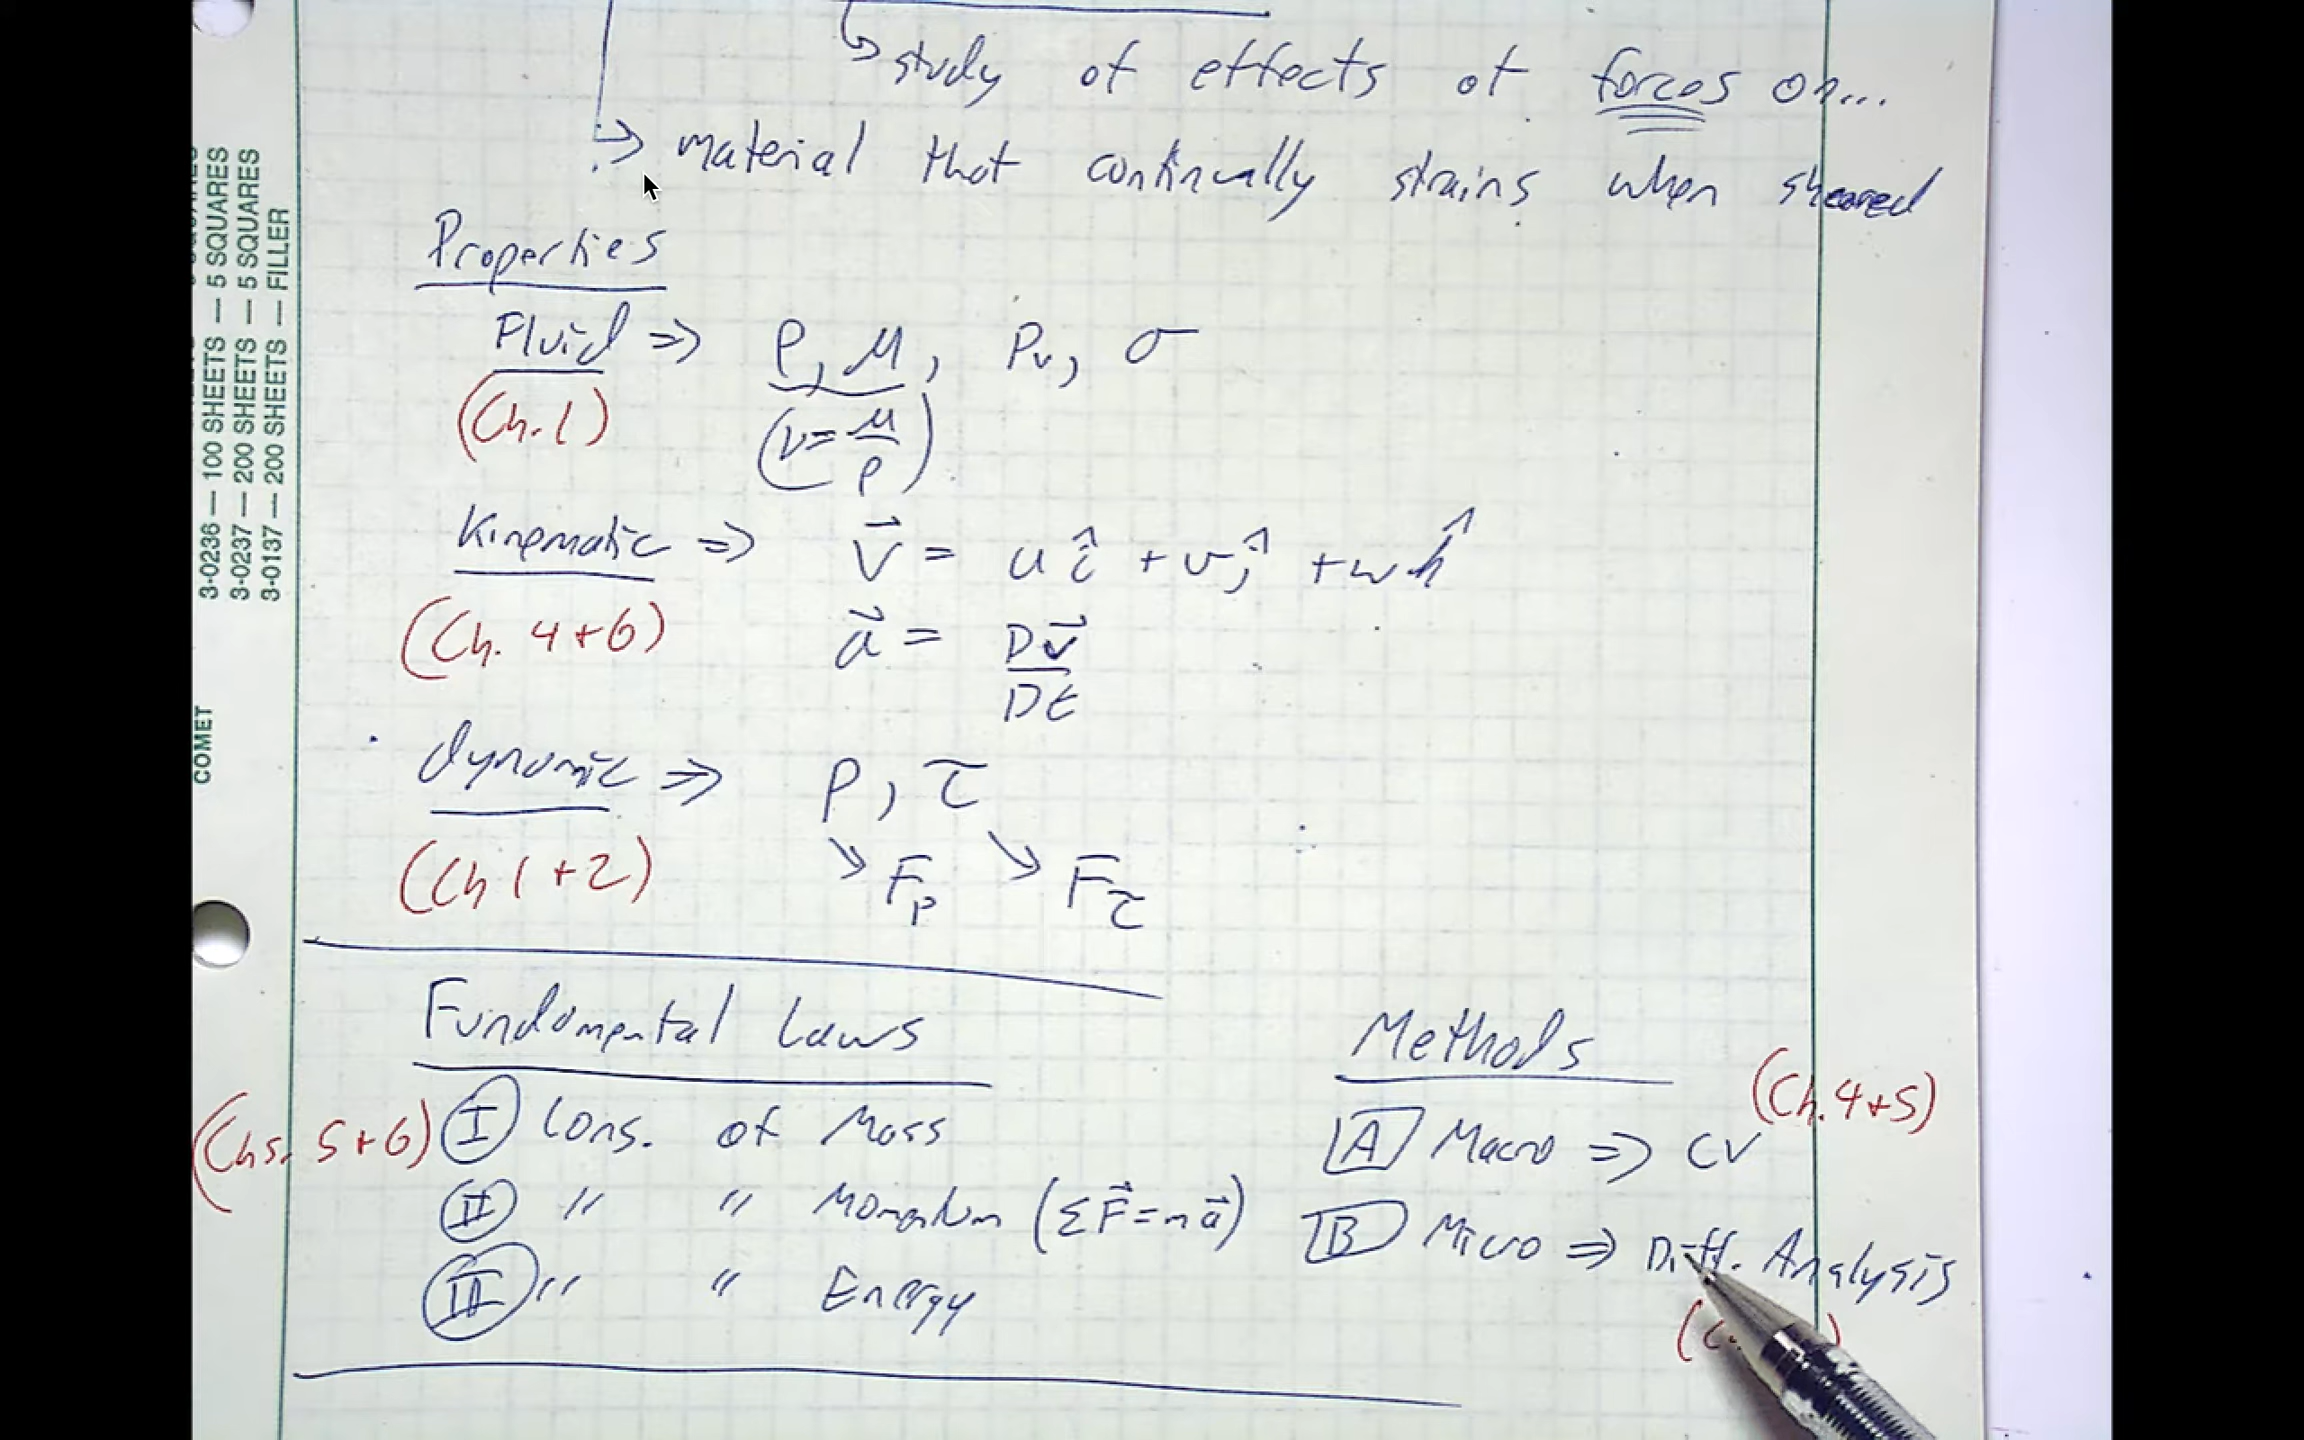 study of effects of forces on...
material that continually strains when sheared
Properties
Fluid ⇒ ρ, μ, Pv, σ
(Ch. 1) (ν = μ/ρ)
Kinematic ⇒ V⃗ = u î + v ĵ + w k̂
(Ch. 4+6) a⃗ = DV⃗/Dt
dynamic ⇒ P, τ
(Ch 1+2) ↘ Fp ↘ Fτ
Fundamental Laws
(Chs. 5+6) I Cons. of Mass
II " " Momentum (ΣF⃗ = ma⃗)
III " " Energy
Methods
(Ch. 4+5)
A Macro ⇒ CV
B Micro ⇒ Diff. Analysis
3-0236 — 100 SHEETS — 5 SQUARES
3-0237 — 200 SHEETS — 5 SQUARES
3-0137 — 200 SHEETS — FILLER
COMET